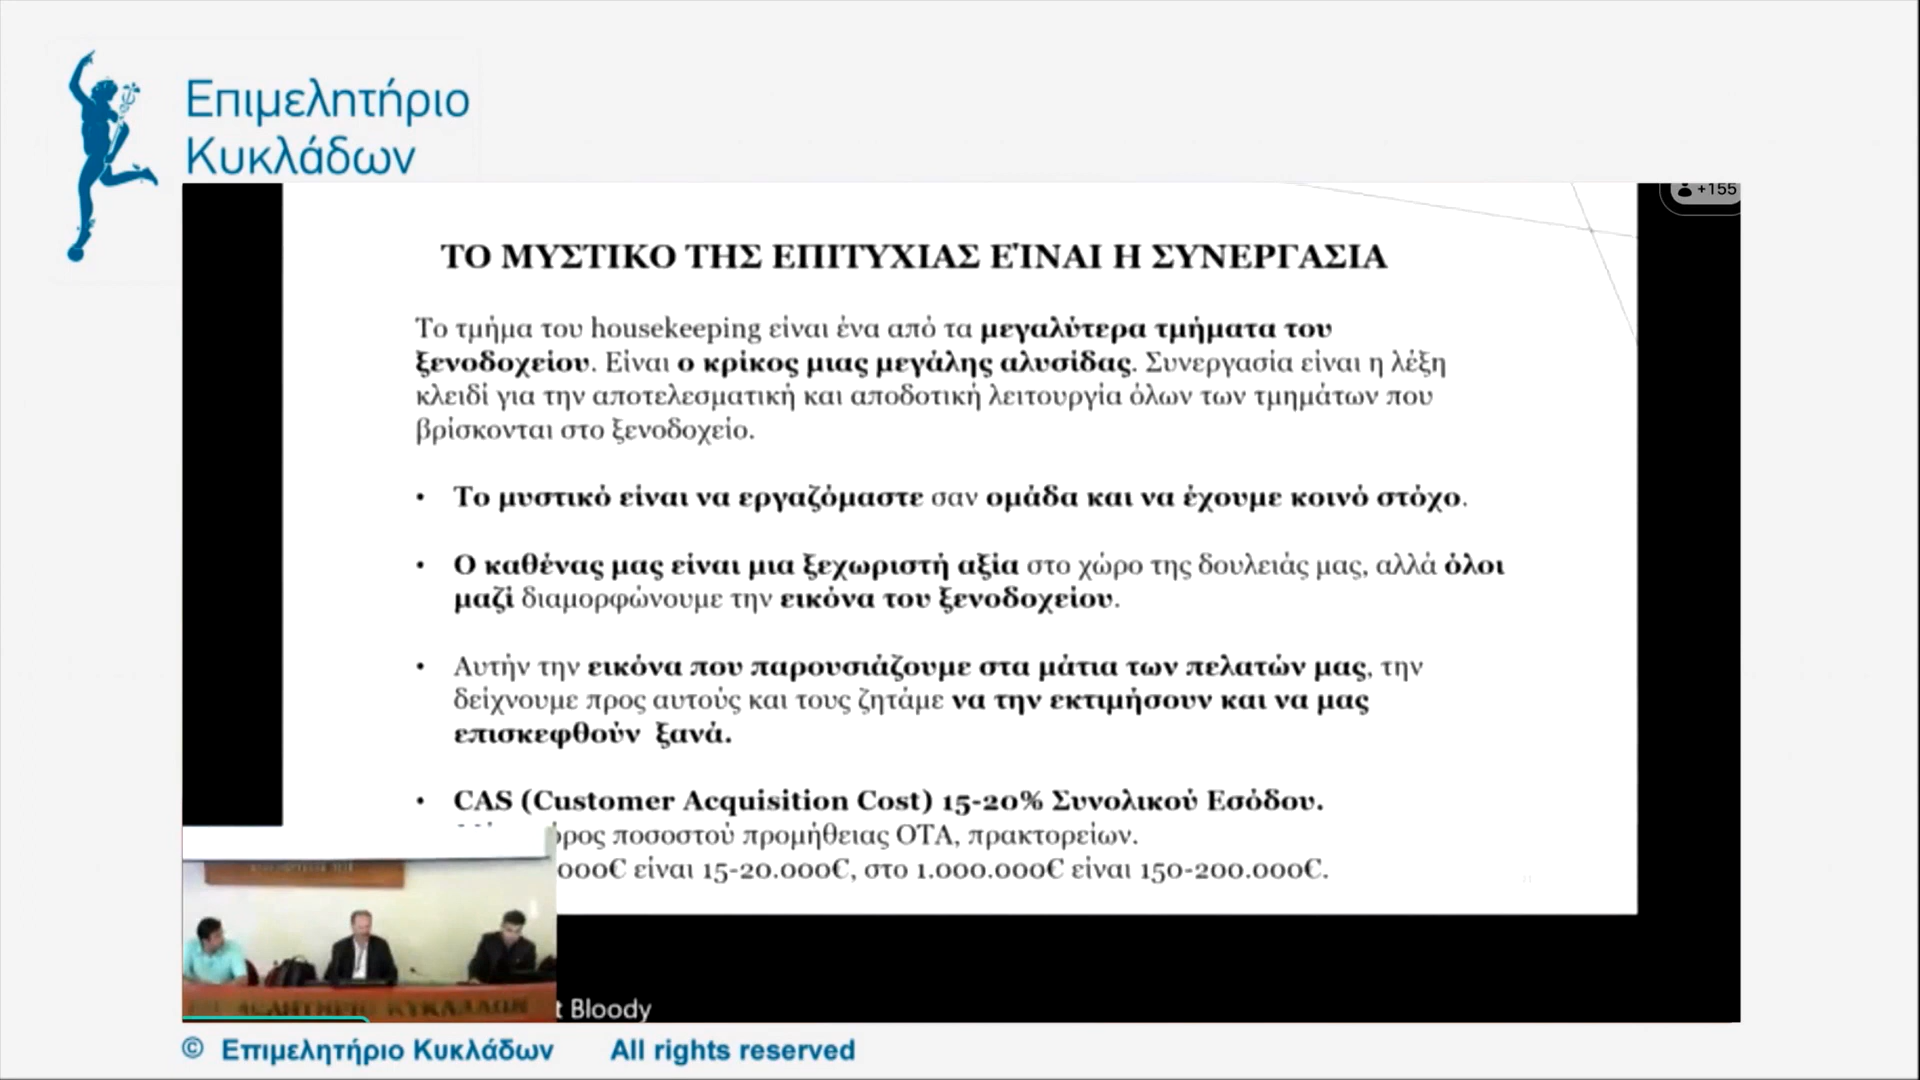 Επιμελητήριο
Κυκλάδων
+155
ΤΟ ΜΥΣΤΙΚΟ ΤΗΣ ΕΠΙΤΥΧΙΑΣ ΕΊΝΑΙ Η ΣΥΝΕΡΓΑΣΙΑ
Το τμήμα του housekeeping είναι ένα από τα μεγαλύτερα τμήματα του
ξενοδοχείου. Είναι ο κρίκος μιας μεγάλης αλυσίδας. Συνεργασία είναι η λέξη
κλειδί για την αποτελεσματική και αποδοτική λειτουργία όλων των τμημάτων που
βρίσκονται στο ξενοδοχείο.
• Το μυστικό είναι να εργαζόμαστε σαν ομάδα και να έχουμε κοινό στόχο.
• Ο καθένας μας είναι μια ξεχωριστή αξία στο χώρο της δουλειάς μας, αλλά όλοι
μαζί διαμορφώνουμε την εικόνα του ξενοδοχείου.
• Αυτήν την εικόνα που παρουσιάζουμε στα μάτια των πελατών μας, την
δείχνουμε προς αυτούς και τους ζητάμε να την εκτιμήσουν και να μας
επισκεφθούν ξανά.
• CAS (Customer Acquisition Cost) 15-20% Συνολικού Εσόδου.
ποσοστού προμήθειας ΟΤΑ, πρακτορείων.
000€ είναι 15-20.000€, στο 1.000.000€ είναι 150-200.000€.
ΚΥΚΛΑΔΩΝ
t Bloody
© Επιμελητήριο Κυκλάδων All rights reserved